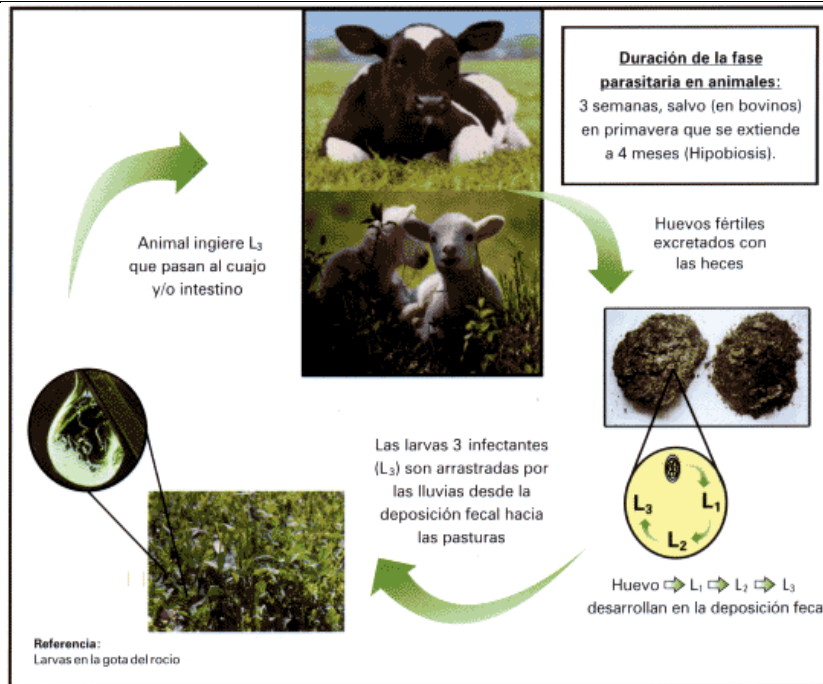 Duración de la fase
parasitaria en animales:
3 semanas, salvo (en bovinos)
en primavera que se extiende
a 4 meses (Hipobiosis).
Animal ingiere L₃
que pasan al cuajo
y/o intestino
Huevos fértiles
excretados con
las heces
Las larvas 3 infectantes
(L₃) son arrastradas por
las lluvias desde la
deposición fecal hacia
las pasturas
L₁
L₂
L₃
Huevo ⇨ L₁ ⇨ L₂ ⇨ L₃
desarrollan en la deposición feca
Referencia:
Larvas en la gota del rocio